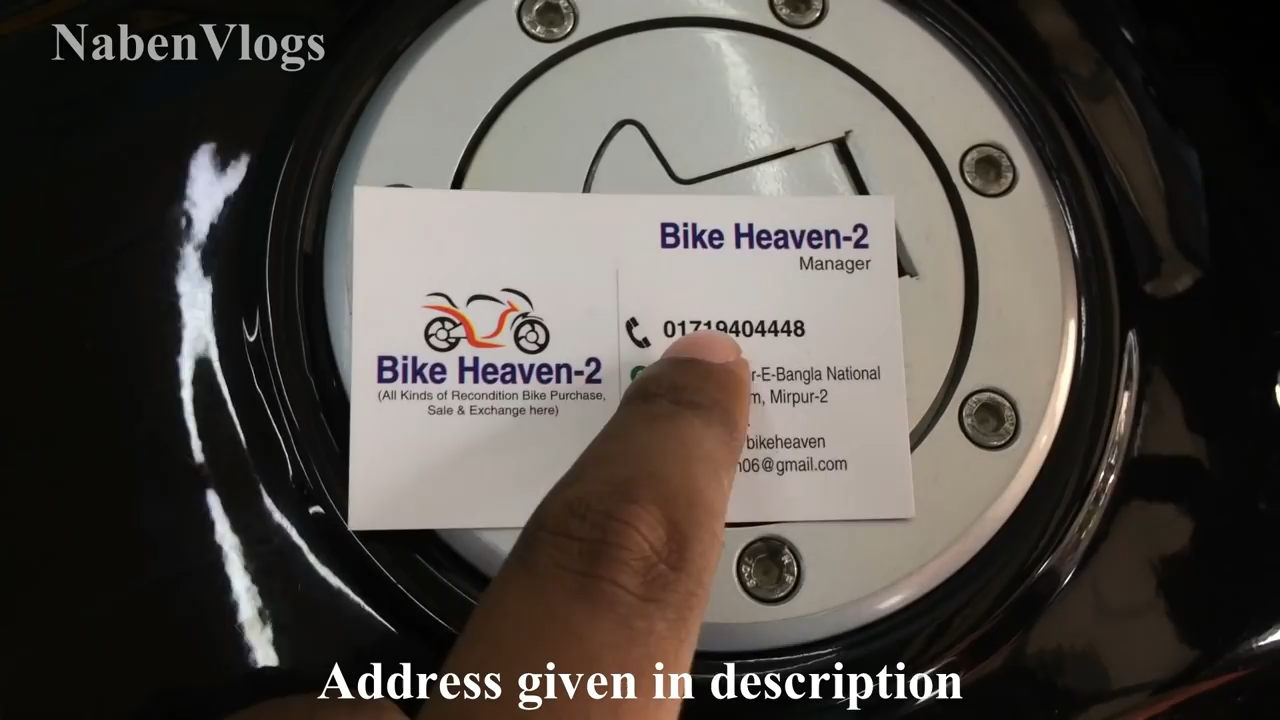 NabenVlogs
Bike Heaven-2
Manager
01719404448
Bike Heaven-2
(All Kinds of Recondition Bike Purchase,
Sale & Exchange here)
r-E-Bangla National
m, Mirpur-2
bikeheaven
06@gmail.com
Address given in description